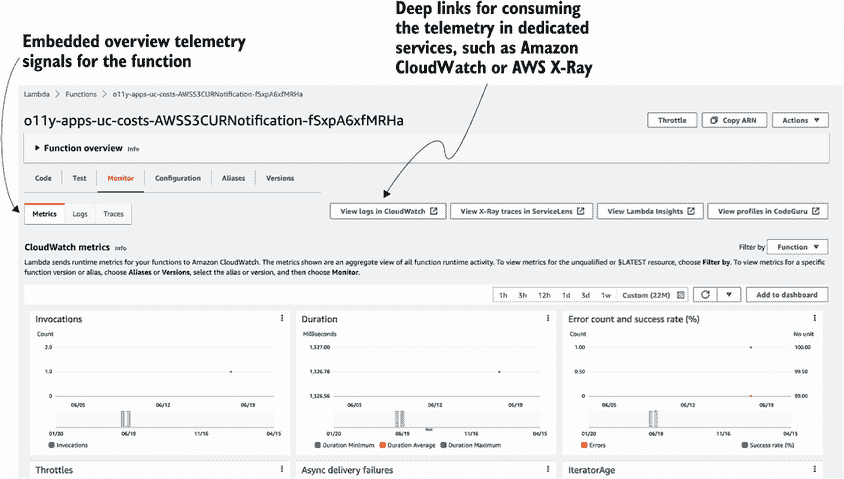 Embedded overview telemetry
signals for the function
Deep links for consuming
the telemetry in dedicated
services, such as Amazon
CloudWatch or AWS X-Ray
Lambda > Functions > o11y-apps-uc-costs-AWSS3CURNotification-fSxpA6xfMRHa
o11y-apps-uc-costs-AWSS3CURNotification-fSxpA6xfMRHa
Throttle
Copy ARN
Actions
Function overview Info
Code Test Monitor Configuration Aliases Versions
Metrics Logs Traces
View logs in CloudWatch
View X-Ray traces in ServiceLens
View Lambda Insights
View profiles in CodeGuru
CloudWatch metrics Info
Filter by Function
Lambda sends runtime metrics for your functions to Amazon CloudWatch. The metrics shown are an aggregate view of all function runtime activity. To view metrics for the unqualified or $LATEST resource, choose Filter by. To view metrics for a specific
function version or alias, choose Aliases or Versions, select the alias or version, and then choose Monitor.
1h 3h 12h 1d 3d 1w Custom (22M)
Add to dashboard
Invocations
Count
2.0
1.0
0
06/05 06/12 06/19
01/20 06/19 11/16 04/15
Invocations
Duration
Milliseconds
1,327.00
1,326.78
1,326.56
06/05 06/12 06/19
01/20 06/19 11/16 04/15
Duration Minimum Duration Average Duration Maximum
Error count and success rate (%)
Count No unit
1.00 100.00
0.50 99.50
0 99.00
06/05 06/12 06/19
01/20 06/19 11/16 04/15
Errors Success rate (%)
Throttles
Async delivery failures
IteratorAge